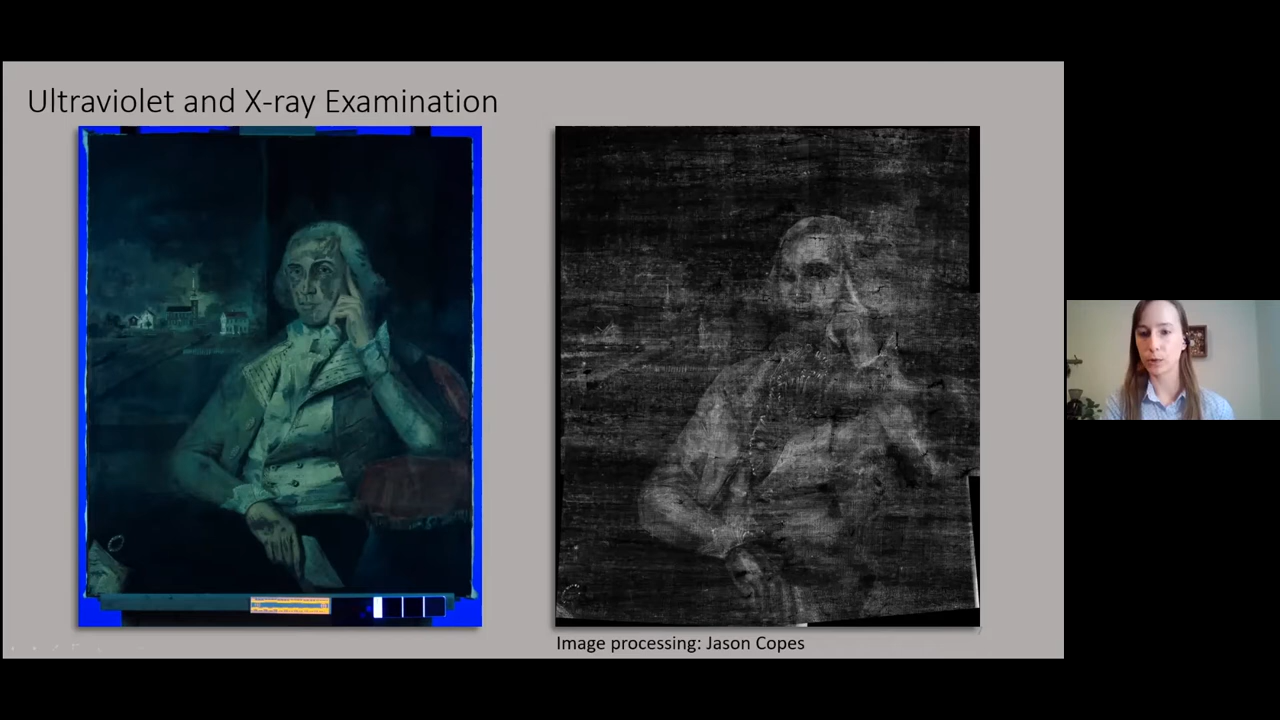 Ultraviolet and X-ray Examination
Image processing: Jason Copes